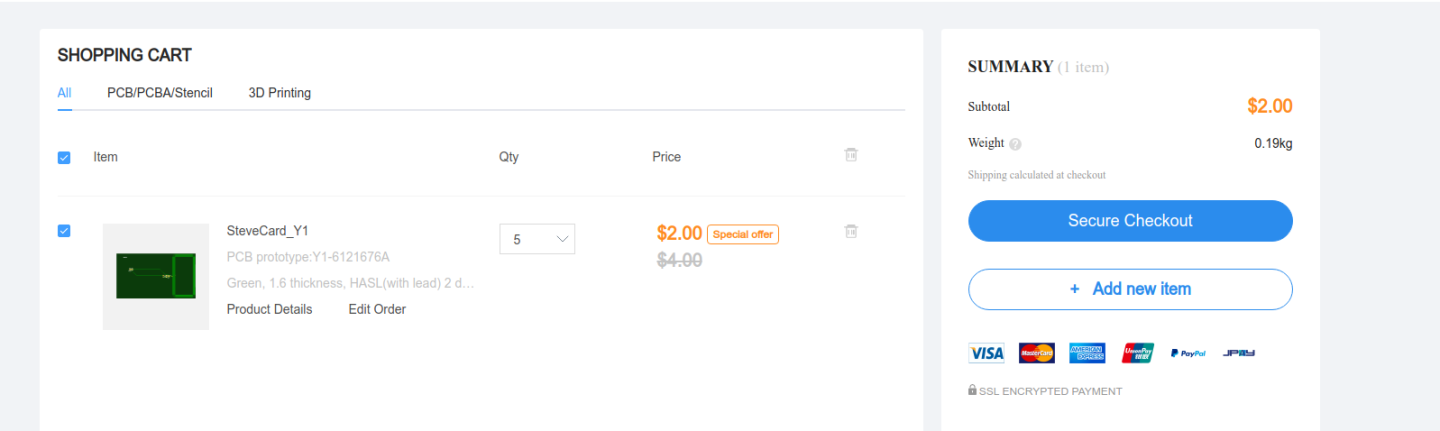 SHOPPING CART
All PCB/PCBA/Stencil 3D Printing
Item Qty Price
SteveCard_Y1
PCB prototype:Y1-6121676A
Green, 1.6 thickness, HASL(with lead) 2 d…
Product Details Edit Order
5
$2.00 Special offer
$4.00
SUMMARY (1 item)
Subtotal $2.00
Weight ? 0.19kg
Shipping calculated at checkout
Secure Checkout
+ Add new item
VISA MasterCard AMERICAN EXPRESS UnionPay PayPal JPAY
SSL ENCRYPTED PAYMENT